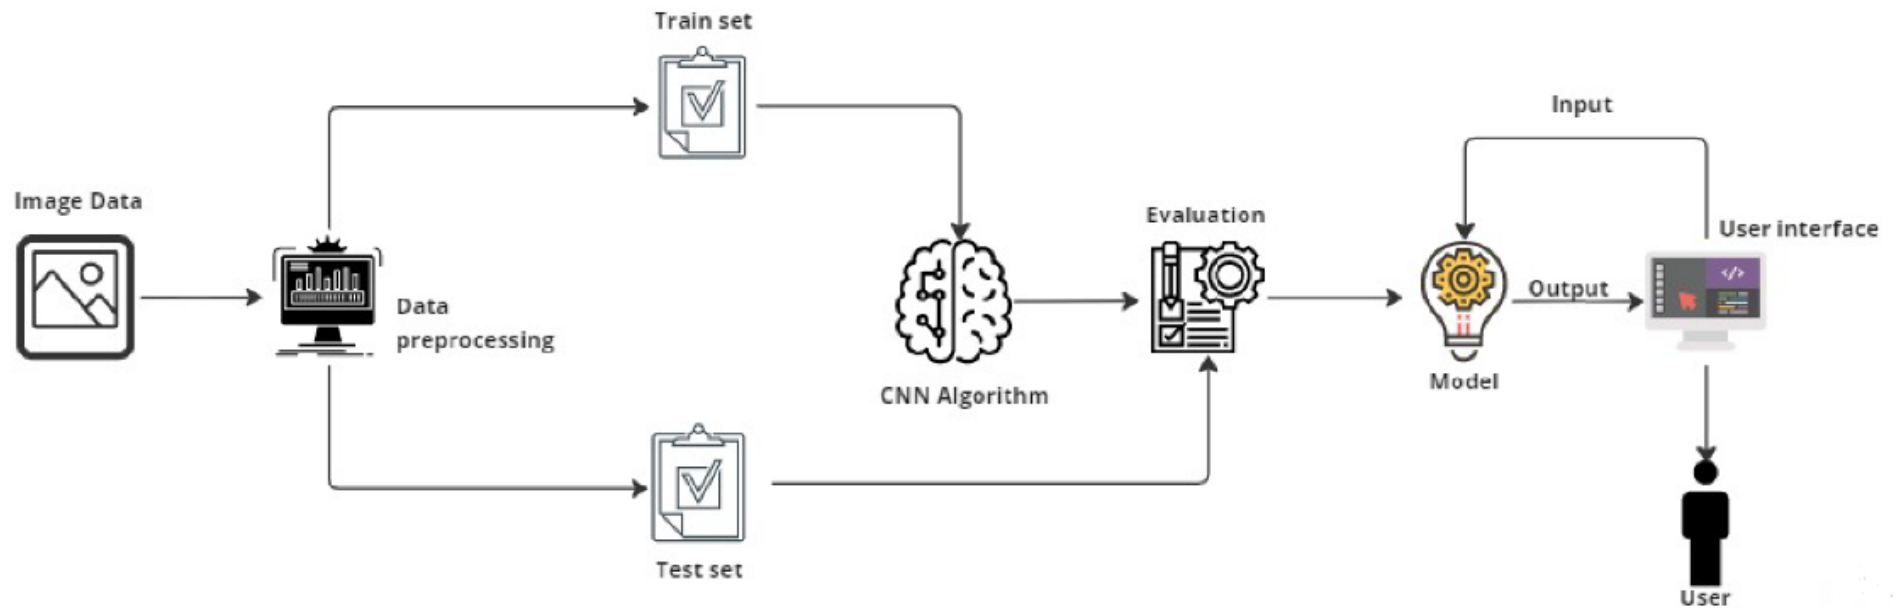 Train set
Input
Image Data
Evaluation
User interface
Data
preprocessing
Output
Model
CNN Algorithm
Test set
User